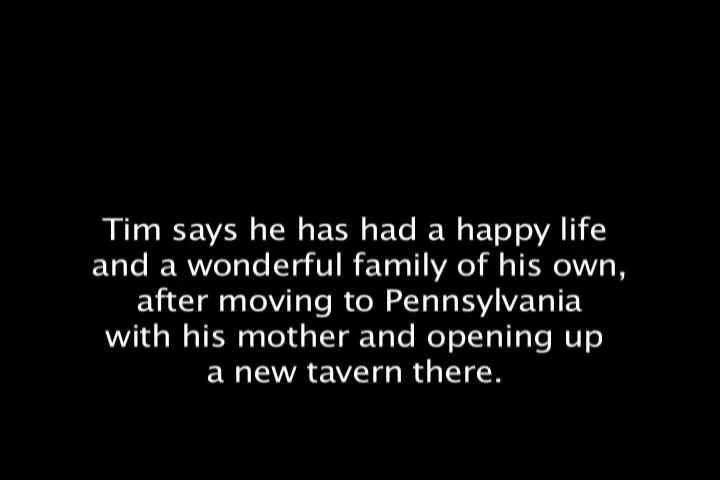 Tim says he has had a happy life
and a wonderful family of his own,
after moving to Pennsylvania
with his mother and opening up
a new tavern there.